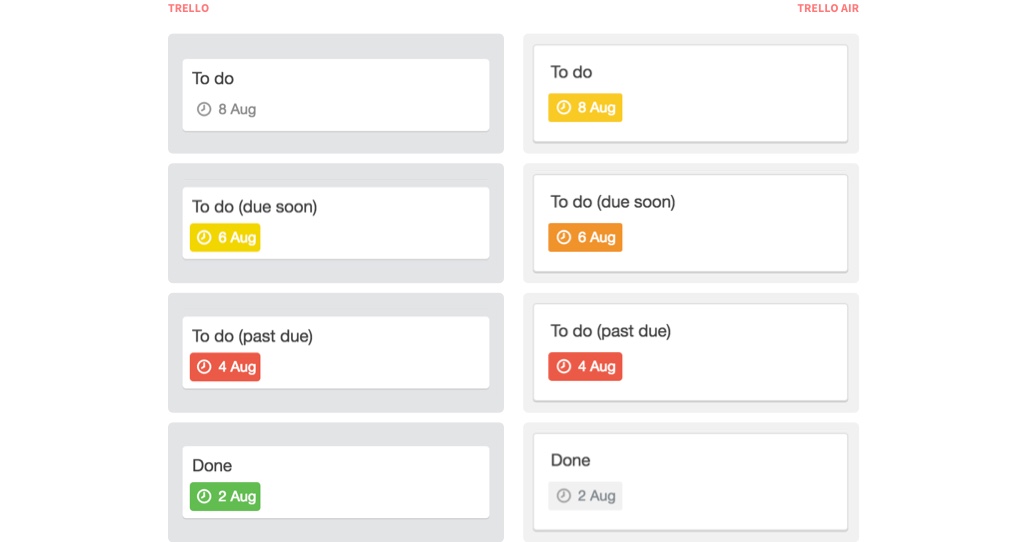 TRELLO
TRELLO AIR
To do
8 Aug
To do
8 Aug
To do (due soon)
6 Aug
To do (due soon)
6 Aug
To do (past due)
4 Aug
To do (past due)
4 Aug
Done
2 Aug
Done
2 Aug